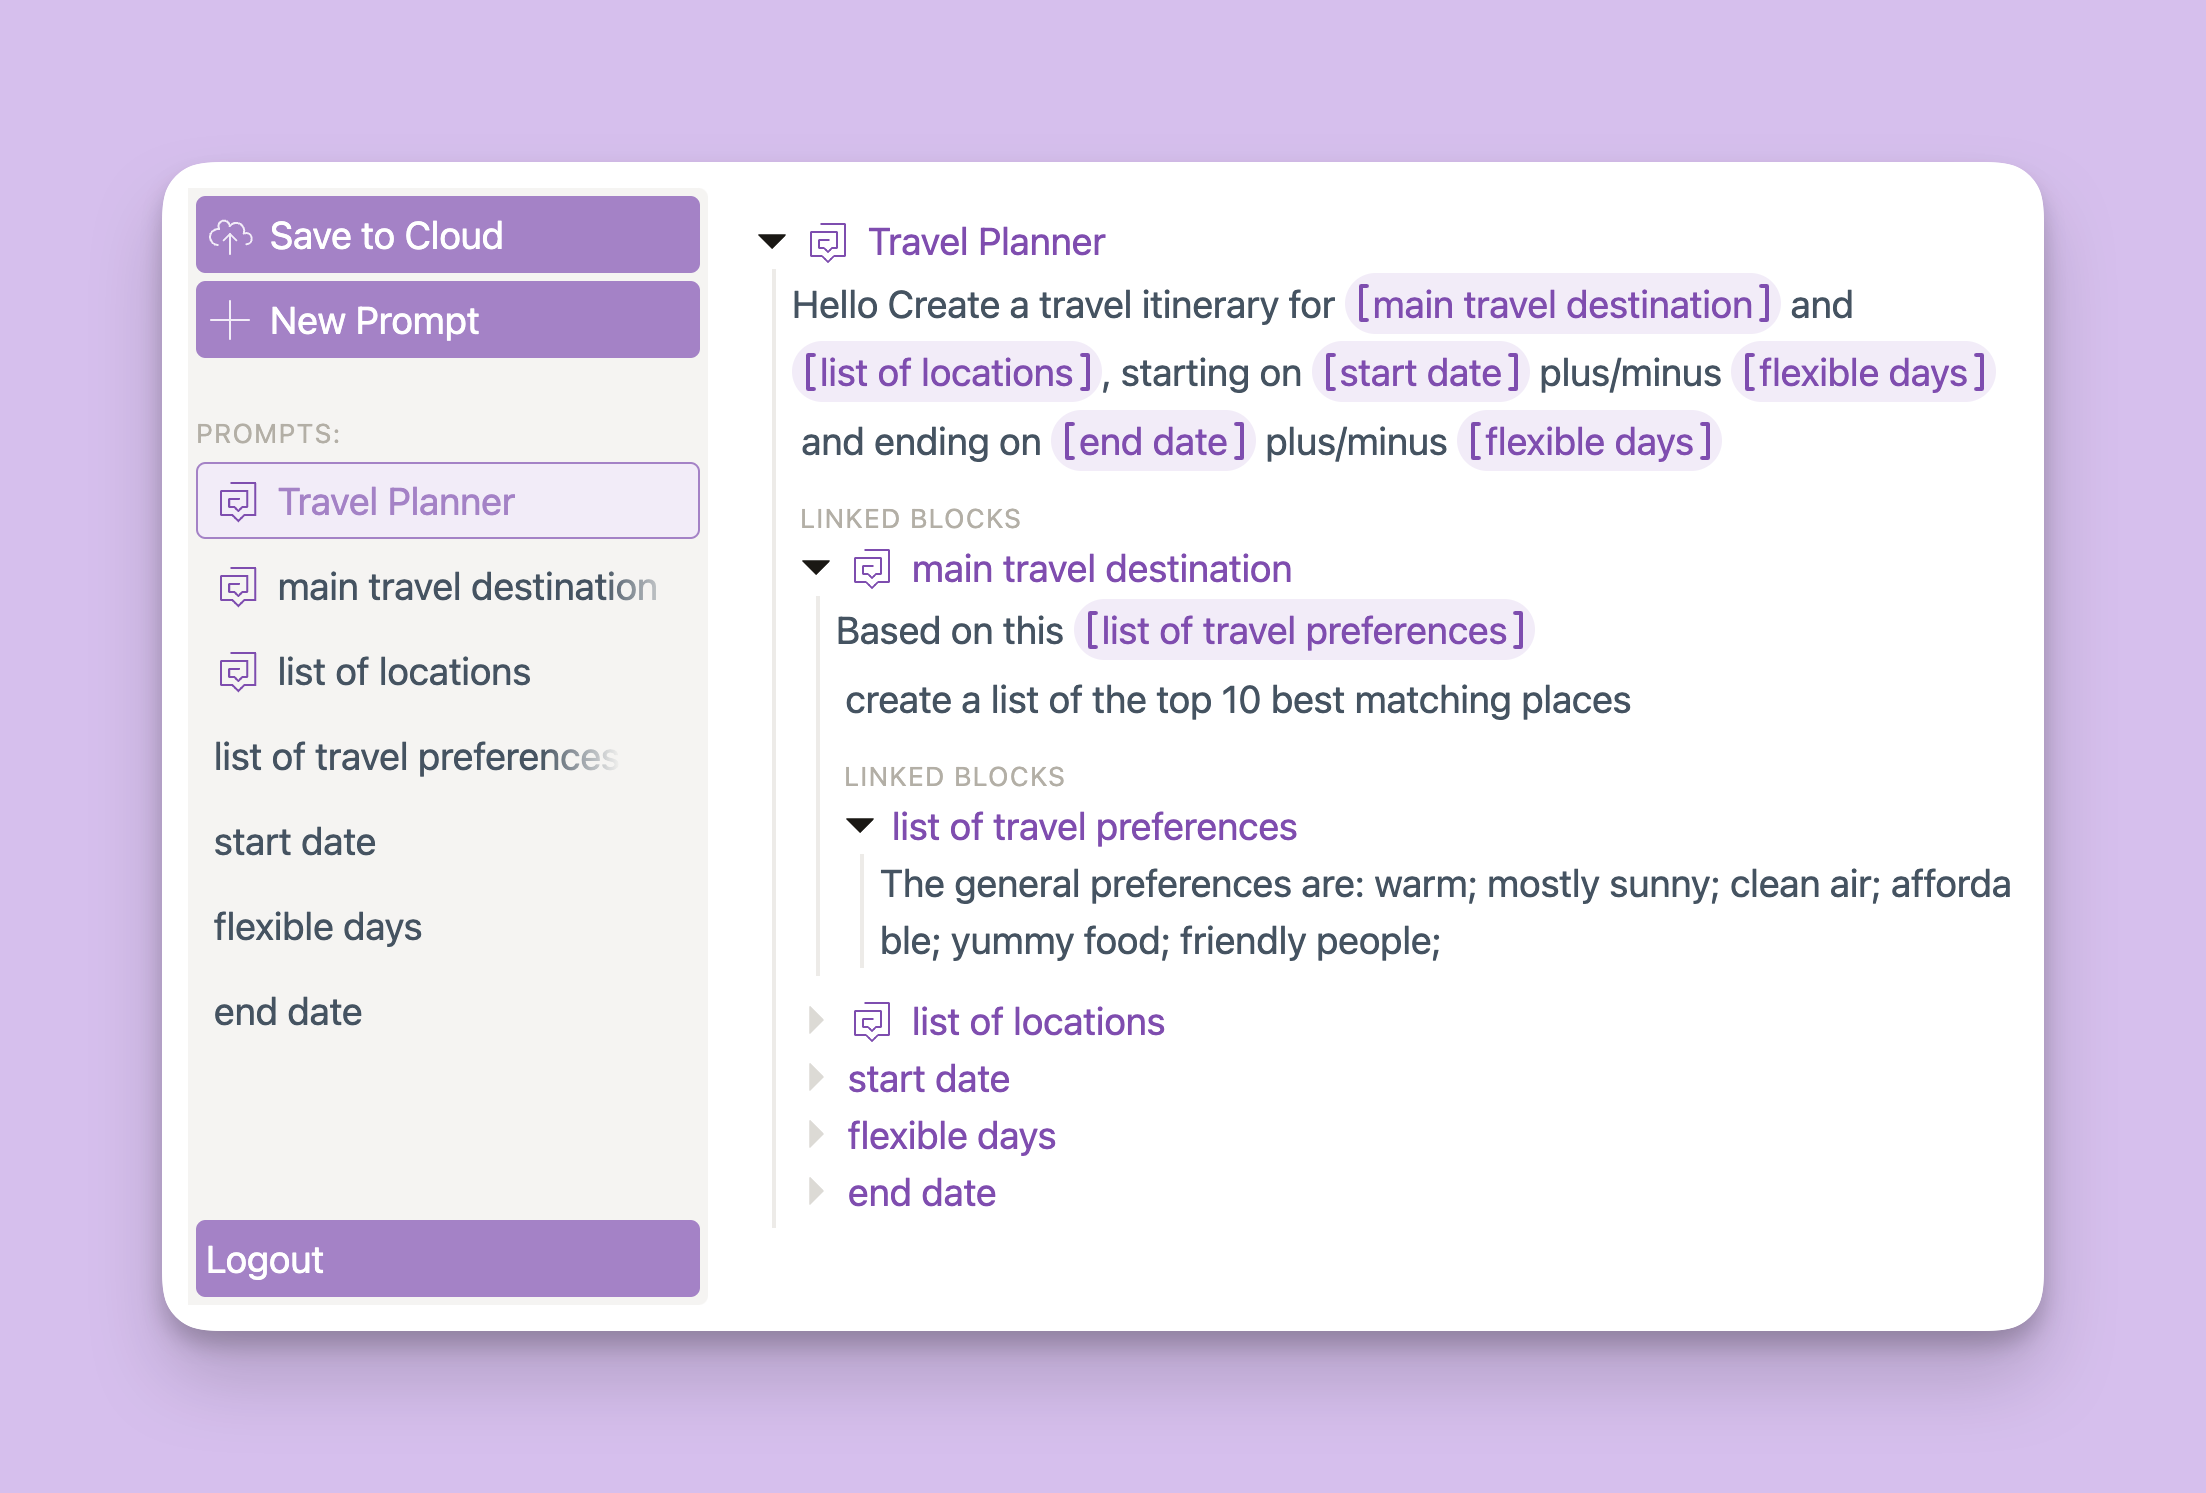 Save to Cloud
New Prompt
PROMPTS:
Travel Planner
main travel destination
list of locations
list of travel preferences
start date
flexible days
end date
Logout
Travel Planner
Hello Create a travel itinerary for [main travel destination] and
[list of locations], starting on [start date] plus/minus [flexible days]
and ending on [end date] plus/minus [flexible days]
LINKED BLOCKS
main travel destination
Based on this [list of travel preferences]
create a list of the top 10 best matching places
LINKED BLOCKS
list of travel preferences
The general preferences are: warm; mostly sunny; clean air; afforda
ble; yummy food; friendly people;
list of locations
start date
flexible days
end date